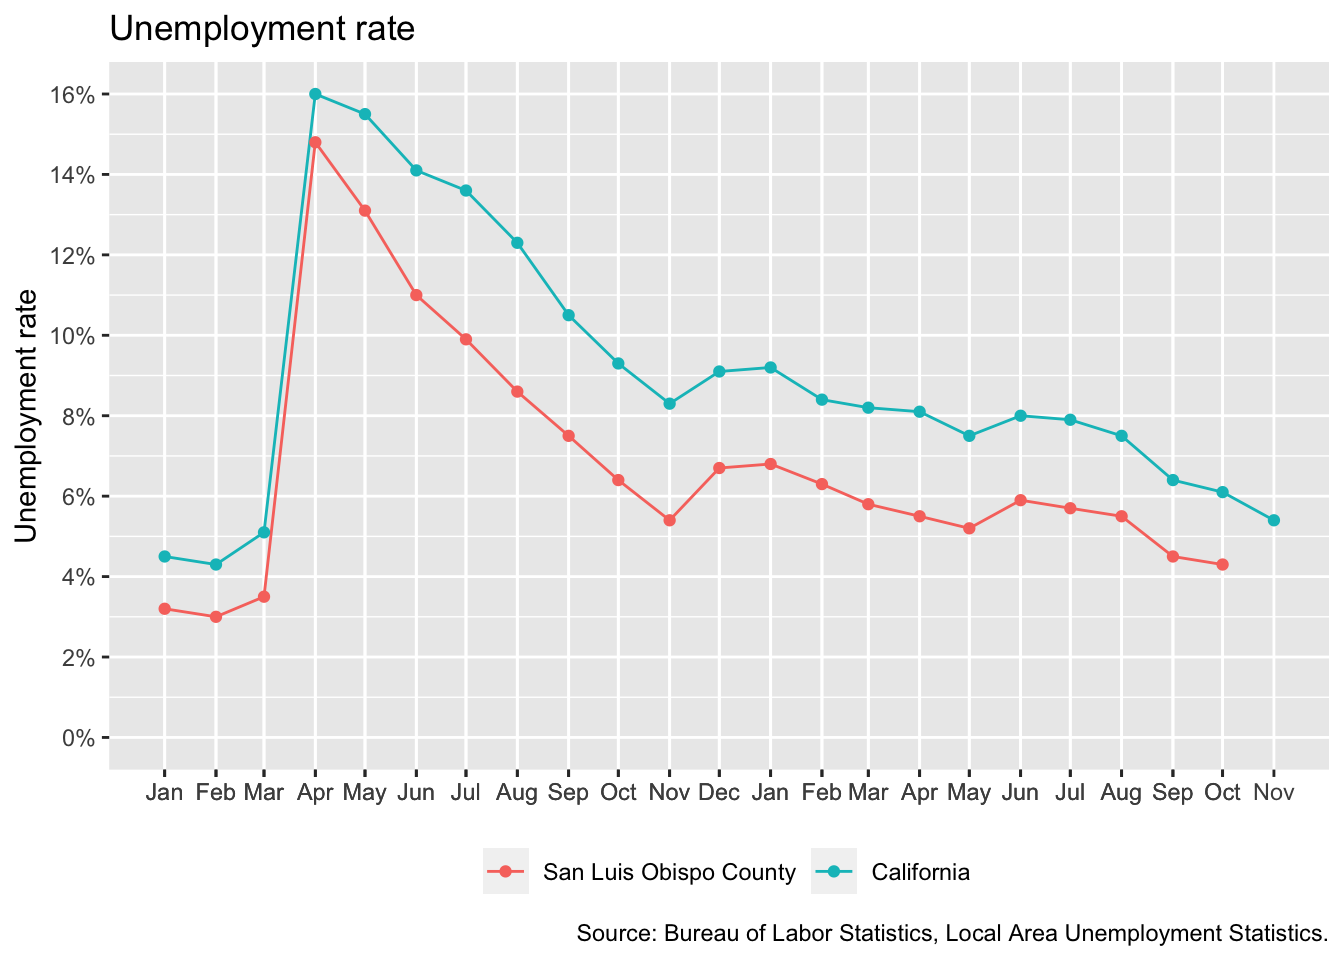 Unemployment rate
Unemployment rate
16%
14%
12%
10%
8%
6%
4%
2%
0%
Jan Feb Mar Apr May Jun Jul Aug Sep Oct Nov Dec Jan Feb Mar Apr May Jun Jul Aug Sep Oct Nov
San Luis Obispo County California
Source: Bureau of Labor Statistics, Local Area Unemployment Statistics.